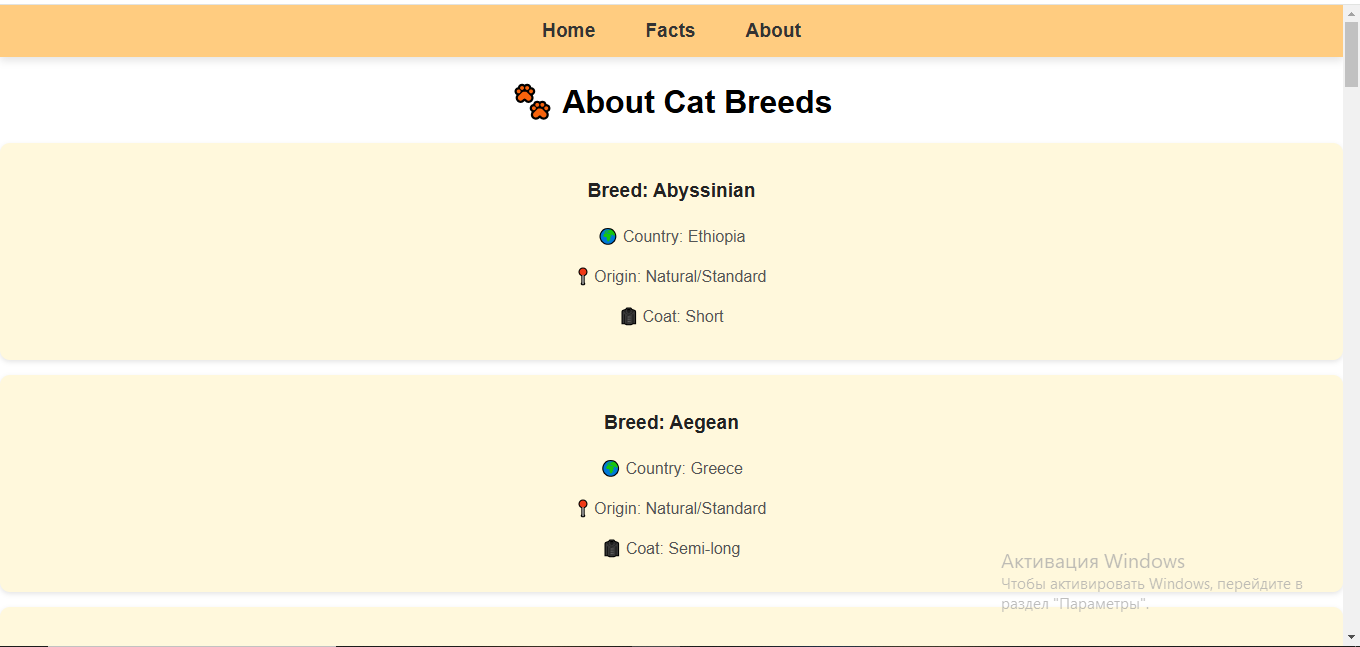 Home Facts About
About Cat Breeds
Breed: Abyssinian
Country: Ethiopia
Origin: Natural/Standard
Coat: Short
Breed: Aegean
Country: Greece
Origin: Natural/Standard
Coat: Semi-long
Активация Windows
Чтобы активировать Windows, перейдите в
раздел "Параметры".